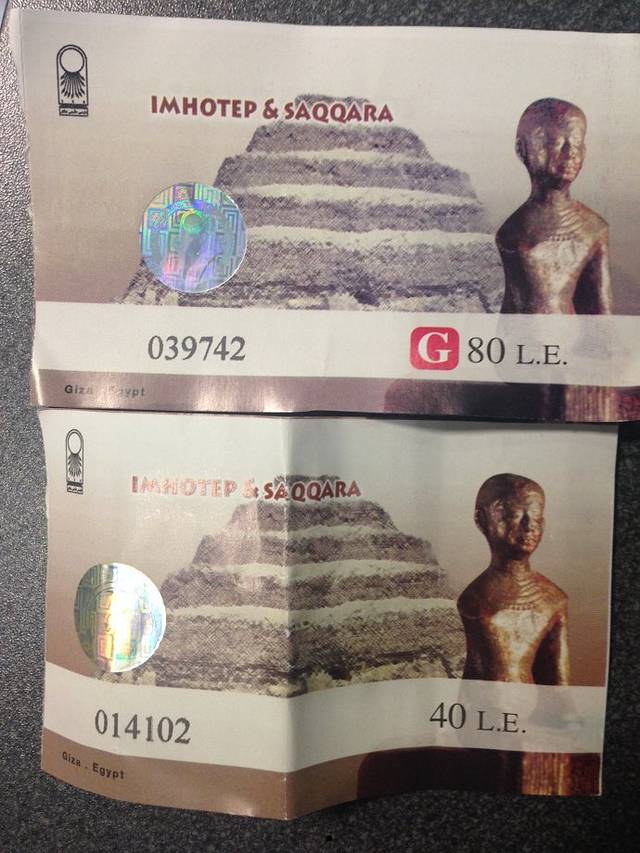 IMHOTEP & SAQQARA
039742
G 80 L.E.
Giza . Egypt
IMHOTEP & SAQQARA
014102
40 L.E.
Giza . Egypt